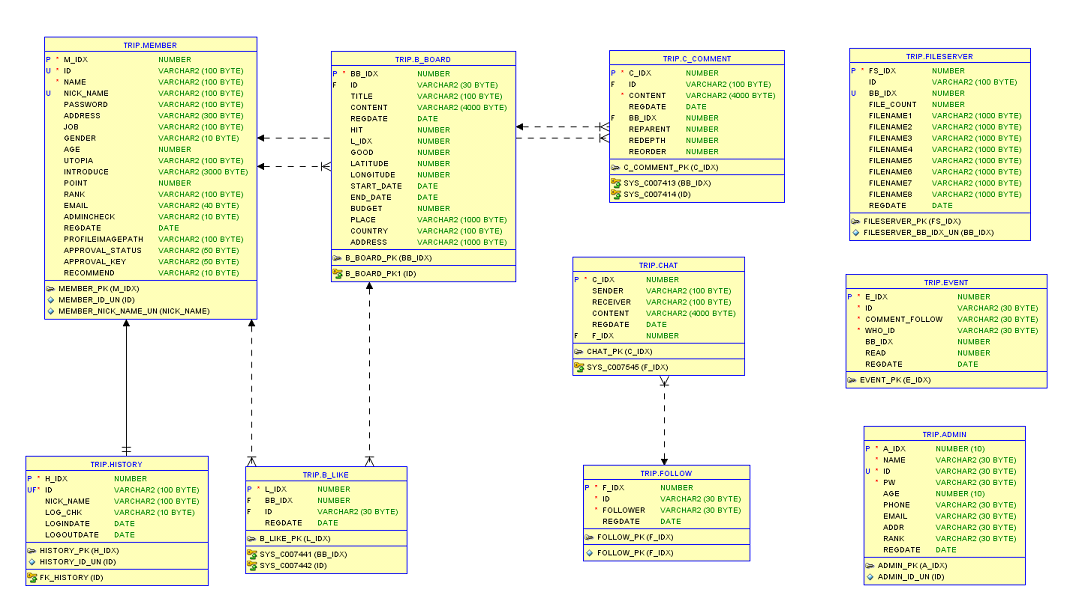 TRIP.MEMBER
P * M_IDX NUMBER
U * ID VARCHAR2 (100 BYTE)
* NAME VARCHAR2 (100 BYTE)
U NICK_NAME VARCHAR2 (100 BYTE)
PASSWORD VARCHAR2 (100 BYTE)
ADDRESS VARCHAR2 (300 BYTE)
JOB VARCHAR2 (100 BYTE)
GENDER VARCHAR2 (10 BYTE)
AGE NUMBER
UTOPIA VARCHAR2 (100 BYTE)
INTRODUCE VARCHAR2 (3000 BYTE)
POINT NUMBER
RANK VARCHAR2 (100 BYTE)
EMAIL VARCHAR2 (40 BYTE)
ADMINCHECK VARCHAR2 (10 BYTE)
REGDATE DATE
PROFILEIMAGEPATH VARCHAR2 (100 BYTE)
APPROVAL_STATUS VARCHAR2 (50 BYTE)
APPROVAL_KEY VARCHAR2 (50 BYTE)
RECOMMEND VARCHAR2 (10 BYTE)
MEMBER_PK (M_IDX)
MEMBER_ID_UN (ID)
MEMBER_NICK_NAME_UN (NICK_NAME)
TRIP.B_BOARD
P * BB_IDX NUMBER
F ID VARCHAR2 (30 BYTE)
TITLE VARCHAR2 (100 BYTE)
CONTENT VARCHAR2 (4000 BYTE)
REGDATE DATE
HIT NUMBER
L_IDX NUMBER
GOOD NUMBER
LATITUDE NUMBER
LONGITUDE NUMBER
START_DATE DATE
END_DATE DATE
BUDGET NUMBER
PLACE VARCHAR2 (1000 BYTE)
COUNTRY VARCHAR2 (100 BYTE)
ADDRESS VARCHAR2 (1000 BYTE)
B_BOARD_PK (BB_IDX)
B_BOARD_PK1 (ID)
TRIP.C_COMMENT
P * C_IDX NUMBER
F ID VARCHAR2 (100 BYTE)
* CONTENT VARCHAR2 (4000 BYTE)
REGDATE DATE
F BB_IDX NUMBER
REPARENT NUMBER
REDEPTH NUMBER
REORDER NUMBER
C_COMMENT_PK (C_IDX)
SYS_C007413 (BB_IDX)
SYS_C007414 (ID)
TRIP.FILESERVER
P * FS_IDX NUMBER
ID VARCHAR2 (100 BYTE)
U BB_IDX NUMBER
FILE_COUNT NUMBER
FILENAME1 VARCHAR2 (1000 BYTE)
FILENAME2 VARCHAR2 (1000 BYTE)
FILENAME3 VARCHAR2 (1000 BYTE)
FILENAME4 VARCHAR2 (1000 BYTE)
FILENAME5 VARCHAR2 (1000 BYTE)
FILENAME6 VARCHAR2 (1000 BYTE)
FILENAME7 VARCHAR2 (1000 BYTE)
FILENAME8 VARCHAR2 (1000 BYTE)
REGDATE DATE
FILESERVER_PK (FS_IDX)
FILESERVER_BB_IDX_UN (BB_IDX)
TRIP.CHAT
P * C_IDX NUMBER
SENDER VARCHAR2 (100 BYTE)
RECEIVER VARCHAR2 (100 BYTE)
CONTENT VARCHAR2 (4000 BYTE)
REGDATE DATE
F F_IDX NUMBER
CHAT_PK (C_IDX)
SYS_C007545 (F_IDX)
TRIP.EVENT
P * E_IDX NUMBER
* ID VARCHAR2 (30 BYTE)
* COMMENT_FOLLOW VARCHAR2 (30 BYTE)
* WHO_ID VARCHAR2 (30 BYTE)
BB_IDX NUMBER
READ NUMBER
REGDATE DATE
EVENT_PK (E_IDX)
TRIP.HISTORY
P * H_IDX NUMBER
UF* ID VARCHAR2 (100 BYTE)
NICK_NAME VARCHAR2 (100 BYTE)
LOG_CHK VARCHAR2 (10 BYTE)
LOGINDATE DATE
LOGOUTDATE DATE
HISTORY_PK (H_IDX)
HISTORY_ID_UN (ID)
FK_HISTORY (ID)
TRIP.B_LIKE
P * L_IDX NUMBER
F BB_IDX NUMBER
F ID VARCHAR2 (30 BYTE)
REGDATE DATE
B_LIKE_PK (L_IDX)
SYS_C007441 (BB_IDX)
SYS_C007442 (ID)
TRIP.FOLLOW
P * F_IDX NUMBER
* ID VARCHAR2 (30 BYTE)
* FOLLOWER VARCHAR2 (30 BYTE)
REGDATE DATE
FOLLOW_PK (F_IDX)
FOLLOW_PK (F_IDX)
TRIP.ADMIN
P * A_IDX NUMBER (10)
* NAME VARCHAR2 (30 BYTE)
U * ID VARCHAR2 (30 BYTE)
* PW VARCHAR2 (30 BYTE)
AGE NUMBER (10)
PHONE VARCHAR2 (30 BYTE)
EMAIL VARCHAR2 (30 BYTE)
ADDR VARCHAR2 (30 BYTE)
RANK VARCHAR2 (30 BYTE)
REGDATE DATE
ADMIN_PK (A_IDX)
ADMIN_ID_UN (ID)